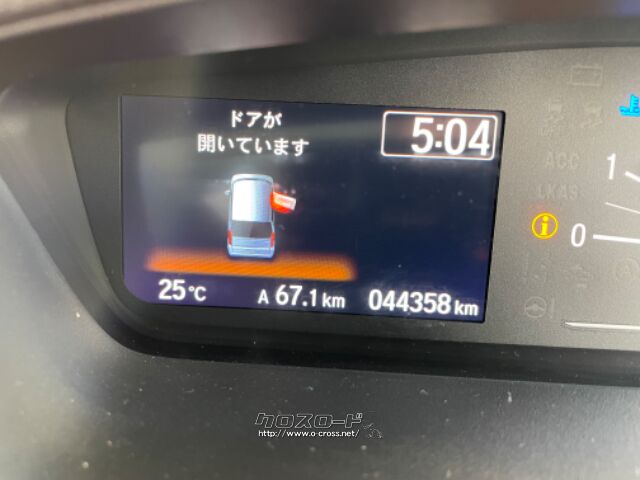 ドアが
開いています
5:04
25℃
A 67.1 km
044358 km
ACC
LKAS
1
0
クロスロード
http://www.o-cross.net/